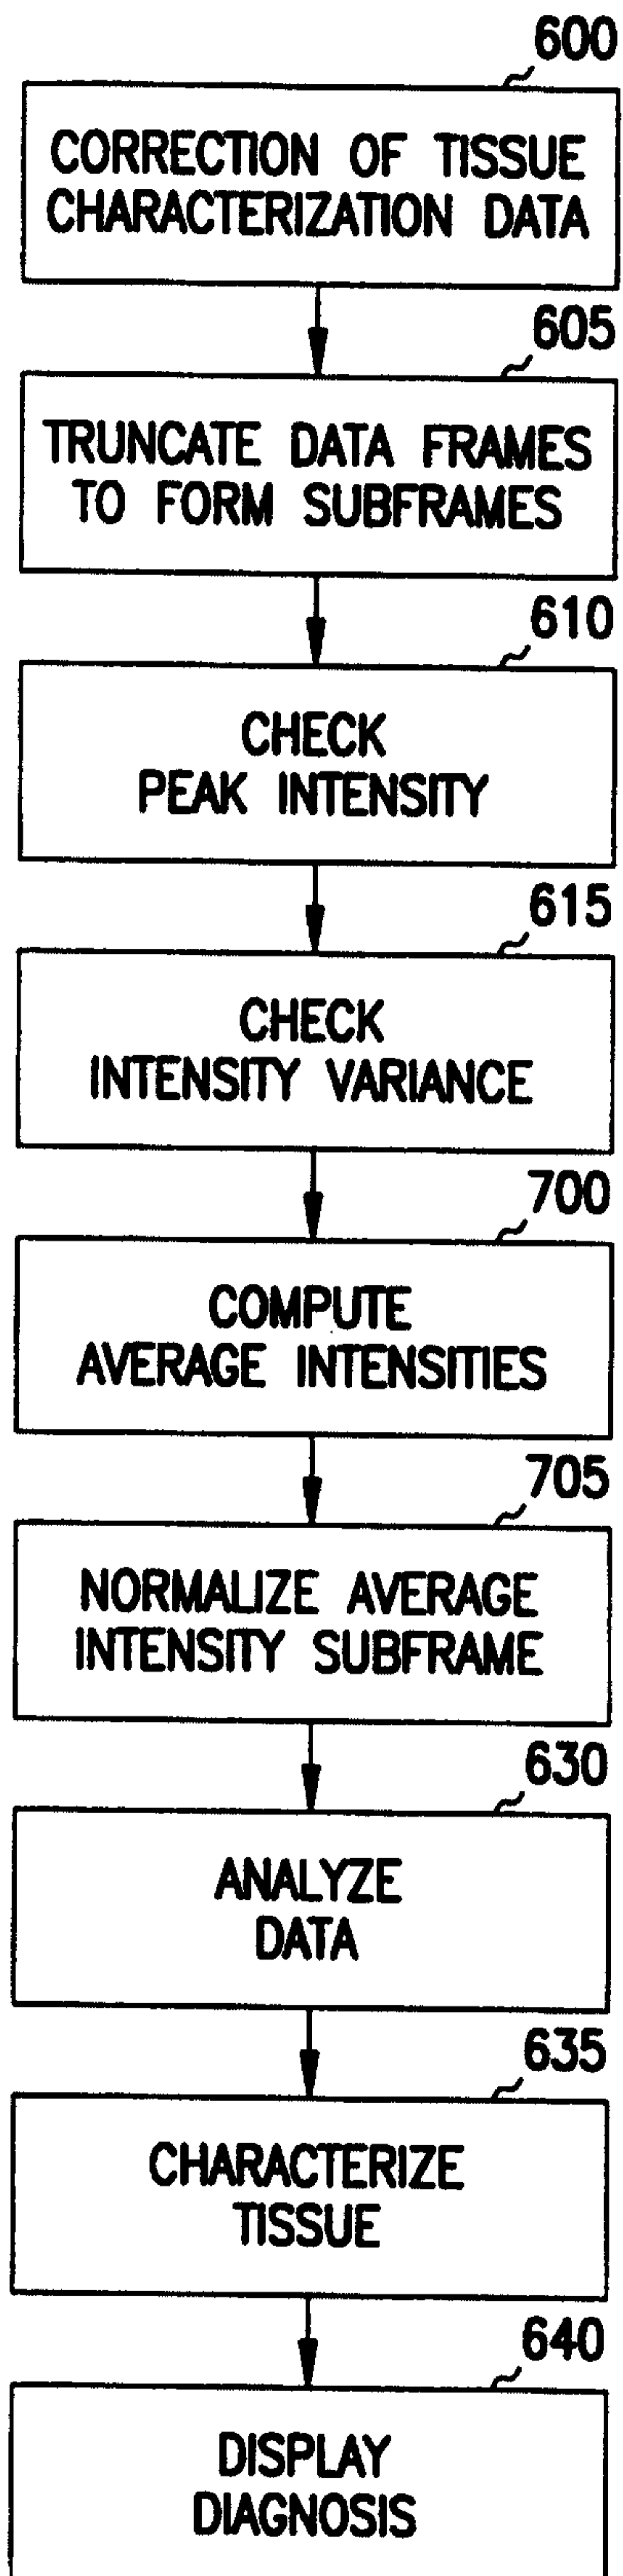 600
CORRECTION OF TISSUE
CHARACTERIZATION DATA
605
TRUNCATE DATA FRAMES
TO FORM SUBFRAMES
610
CHECK
PEAK INTENSITY
615
CHECK
INTENSITY VARIANCE
700
COMPUTE
AVERAGE INTENSITIES
705
NORMALIZE AVERAGE
INTENSITY SUBFRAME
630
ANALYZE
DATA
635
CHARACTERIZE
TISSUE
640
DISPLAY
DIAGNOSIS